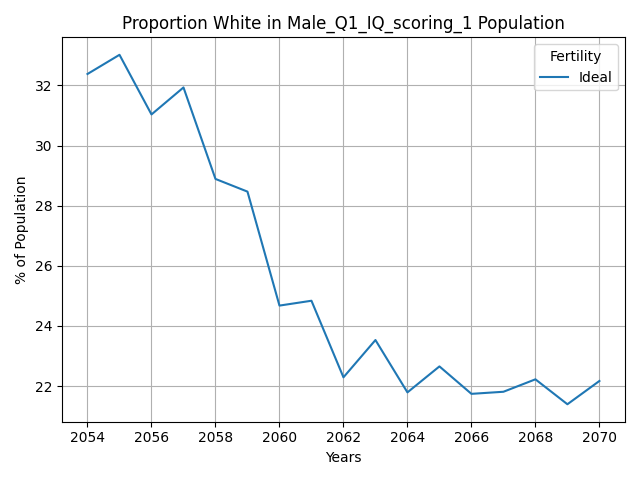 Proportion White in Male_Q1_IQ_scoring_1 Population
Fertility
Ideal
32
30
28
26
24
22
% of Population
2054 2056 2058 2060 2062 2064 2066 2068 2070
Years